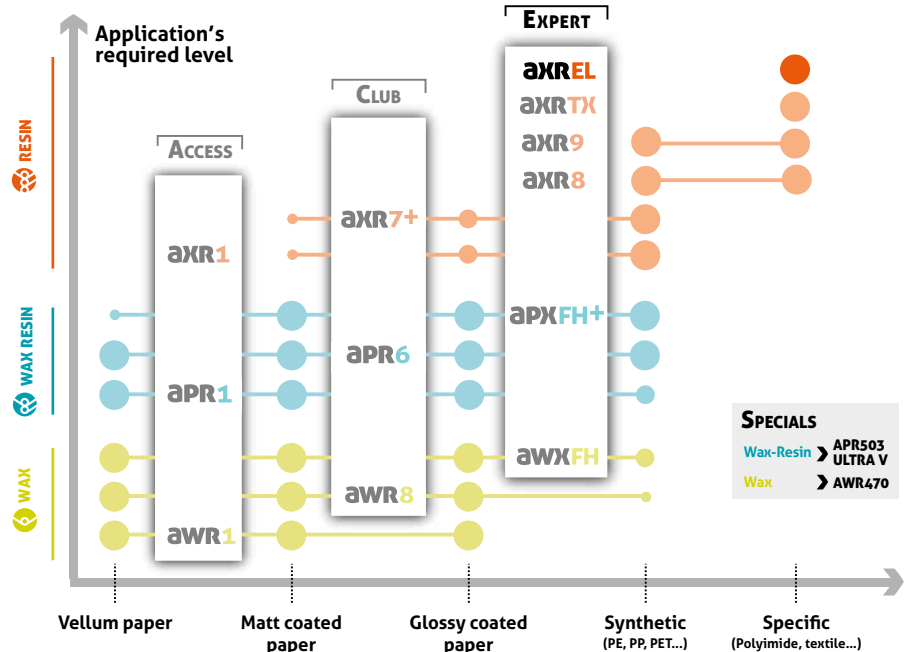 Application's
required level
EXPERT
CLUB
ACCESS
RESIN
WAX RESIN
WAX
aXREL
aXRTX
aXR9
aXR8
aXR7+
aXR1
aPXFH+
aPR6
aPR1
aWXFH
aWR8
aWR1
SPECIALS
Wax-Resin > APR503
ULTRA V
Wax > AWR470
Vellum paper
Matt coated
paper
Glossy coated
paper
Synthetic
(PE, PP, PET...)
Specific
(Polyimide, textile...)